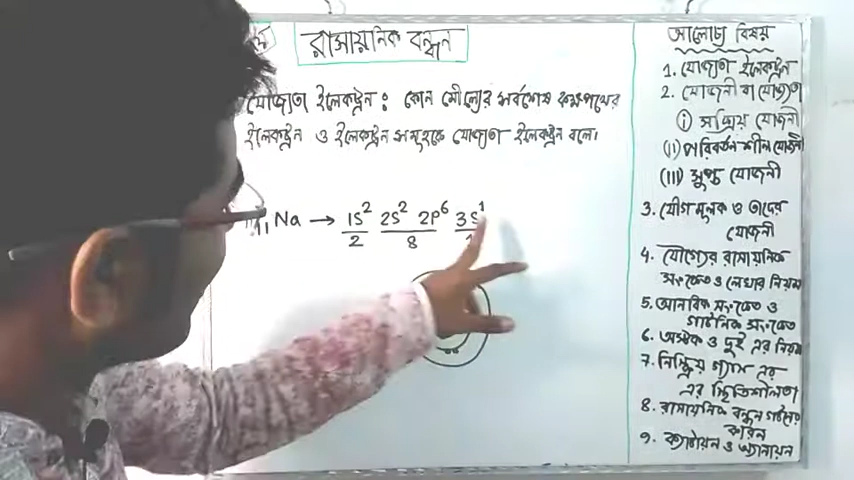 রাসায়নিক বন্ধন
যোজ্যতা ইলেকট্রন : কোন মৌলের সর্বশেষ কক্ষপথের
ইলেকট্রন ও ইলেকট্রন সমূহকে যোজ্যতা ইলেকট্রন বলে।
11 Na → 1S² 2S² 2P⁶ 3S¹
2 8
আলোচ্য বিষয়
1. যোজ্যতা ইলেকট্রন
2. যোজনী বা যোজ্যতা
(i) সক্রিয় যোজনী
(ii) পরিবর্তনশীল যোজনী
(iii) সুপ্ত যোজনী
3. যৌগমূলক ও তাদের
যোজনী
4. যৌগের রাসায়নিক
সংকেত ও লেখার নিয়ম
5. আনবিক সংকেত ও
গাঠনিক সংকেত
6. অষ্টক ও দুই এর নিয়ম
7. নিষ্ক্রিয় গ্যাস এর
এর স্থিতিশীলতা
8. রাসায়নিক বন্ধন গঠনের
কারন
9. ক্যাটায়ন ও অ্যানায়ন